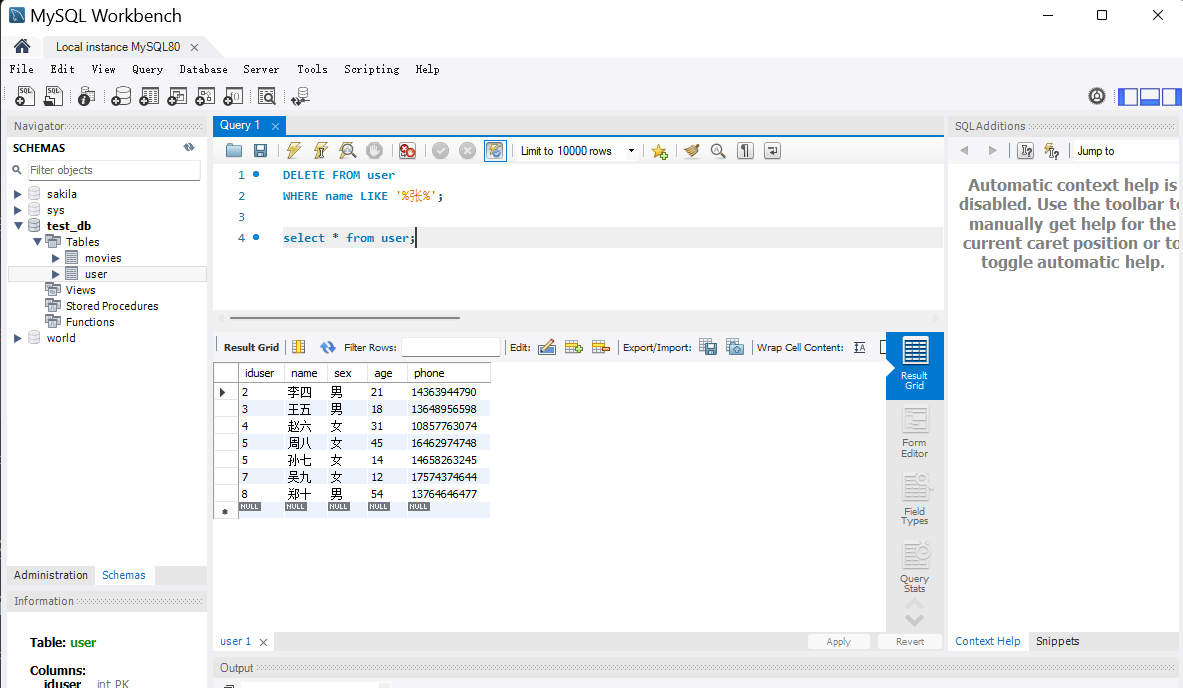 MySQL Workbench
Local instance MySQL80
File Edit View Query Database Server Tools Scripting Help
Navigator
SCHEMAS
Filter objects
sakila
sys
test_db
Tables
movies
user
Views
Stored Procedures
Functions
world
Administration Schemas
Information
Table: user
Columns:
iduser int PK
Query 1
Limit to 10000 rows
1 DELETE FROM user
2 WHERE name LIKE '%张%';
3
4 select * from user;
Result Grid Filter Rows: Edit: Export/Import: Wrap Cell Content:
iduser name sex age phone
2 李四 男 21 14363944790
3 王五 男 18 13648956598
4 赵六 女 31 10857763074
5 周八 女 45 16462974748
5 孙七 女 14 14658263245
7 吴九 女 12 17574374644
8 郑十 男 54 13764646477
NULL NULL NULL NULL NULL
Result
Grid
Form
Editor
Field
Types
Query
Stats
user 1
Apply Revert
Output
SQLAdditions
Jump to
Automatic context help is
disabled. Use the toolbar to
manually get help for the
current caret position or to
toggle automatic help.
Context Help Snippets